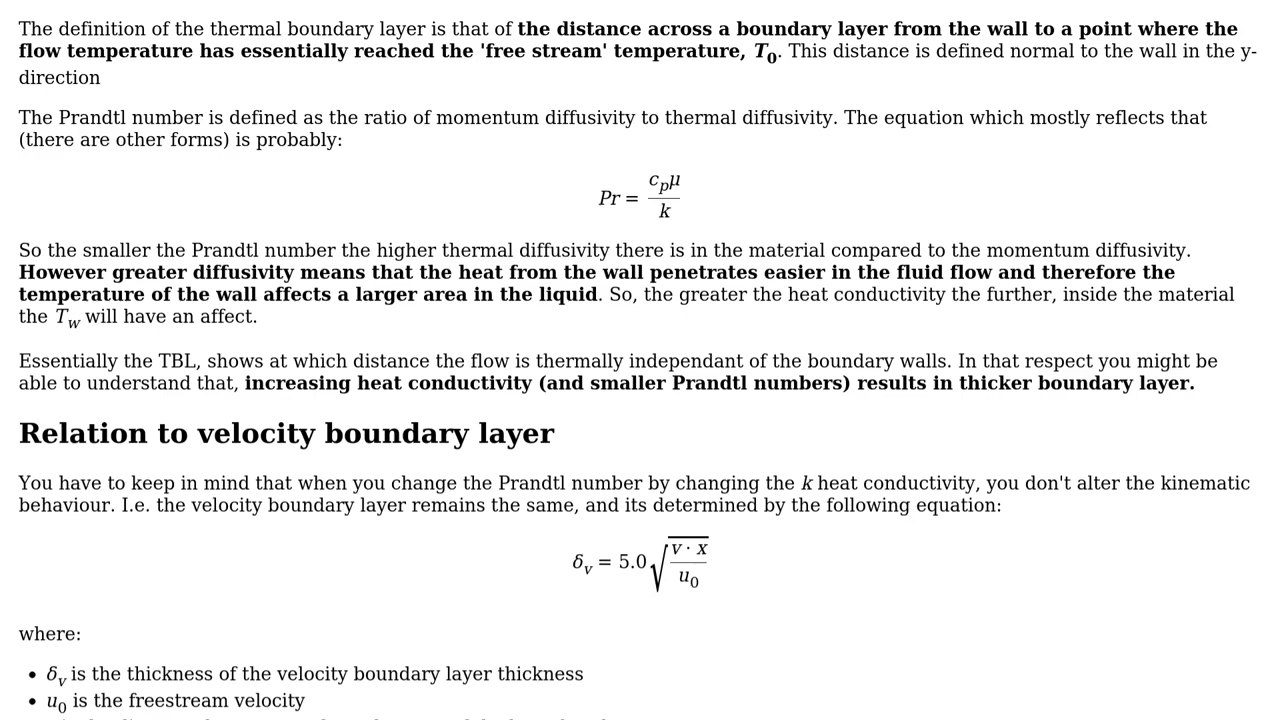 The definition of the thermal boundary layer is that of the distance across a boundary layer from the wall to a point where the
flow temperature has essentially reached the 'free stream' temperature, T0. This distance is defined normal to the wall in the y-
direction
The Prandtl number is defined as the ratio of momentum diffusivity to thermal diffusivity. The equation which mostly reflects that
(there are other forms) is probably:
Pr = cpμ / k
So the smaller the Prandtl number the higher thermal diffusivity there is in the material compared to the momentum diffusivity.
However greater diffusivity means that the heat from the wall penetrates easier in the fluid flow and therefore the
temperature of the wall affects a larger area in the liquid. So, the greater the heat conductivity the further, inside the material
the Tw will have an affect.
Essentially the TBL, shows at which distance the flow is thermally independant of the boundary walls. In that respect you might be
able to understand that, increasing heat conductivity (and smaller Prandtl numbers) results in thicker boundary layer.
Relation to velocity boundary layer
You have to keep in mind that when you change the Prandtl number by changing the k heat conductivity, you don't alter the kinematic
behaviour. I.e. the velocity boundary layer remains the same, and its determined by the following equation:
δv = 5.0√(v · x / u0)
where:
• δv is the thickness of the velocity boundary layer thickness
• u0 is the freestream velocity